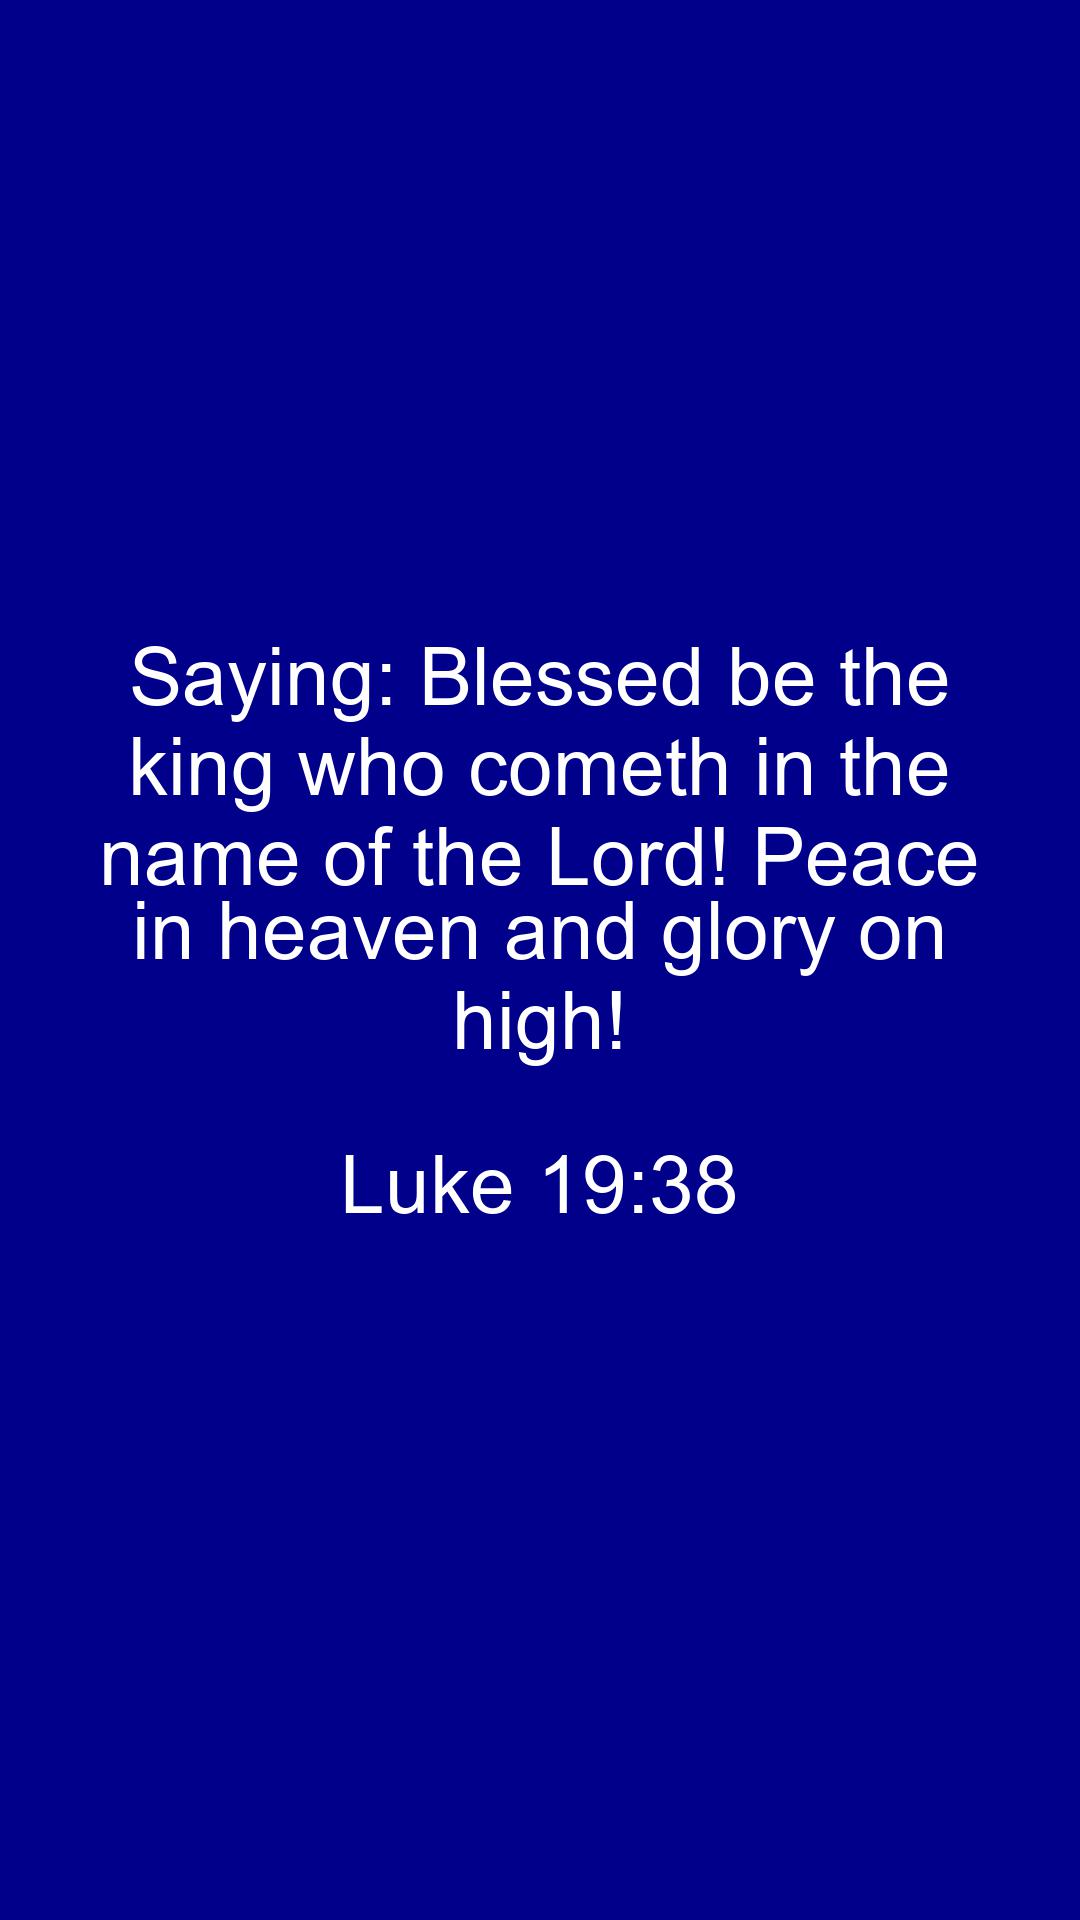 Saying: Blessed be the
king who cometh in the
name of the Lord! Peace
in heaven and glory on
high!
Luke 19:38